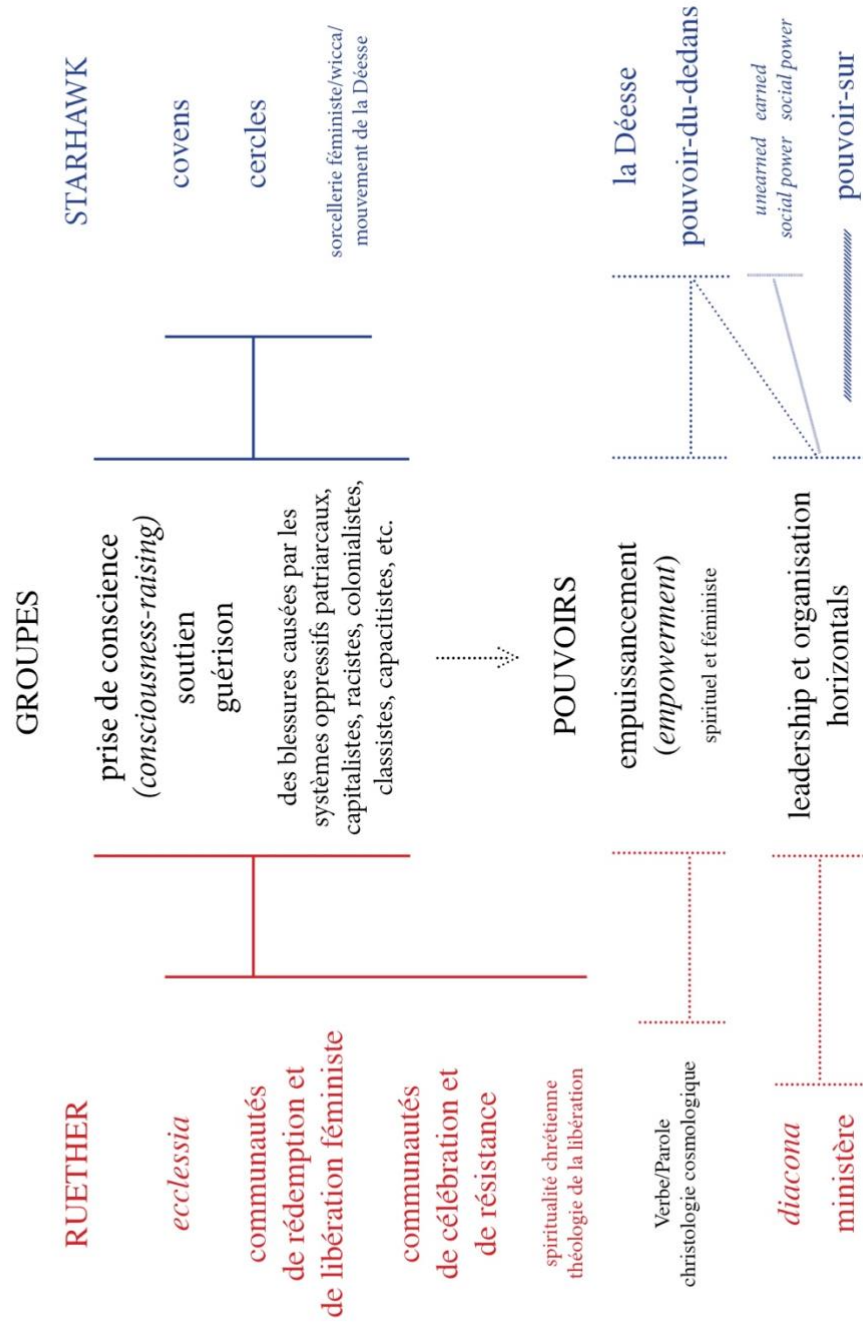 RUETHER
ecclessia
communautés
de rédemption et
de libération féministe
communautés
de célébration et
de résistance
spiritualité chrétienne
théologie de la libération
Verbe/Parole
christologie cosmologique
diacona
ministère
GROUPES
prise de conscience
(consciousness-raising)
soutien
guérison
des blessures causées par les
systèmes oppressifs patriarcaux,
capitalistes, racistes, colonialistes,
classistes, capacitistes, etc.
POUVOIRS
empuissancement
(empowerment)
spirituel et féministe
leadership et organisation
horizontals
STARHAWK
covens
cercles
sorcellerie féministe/wicca/
mouvement de la Déesse
la Déesse
pouvoir-du-dedans
unearned earned
social power social power
pouvoir-sur